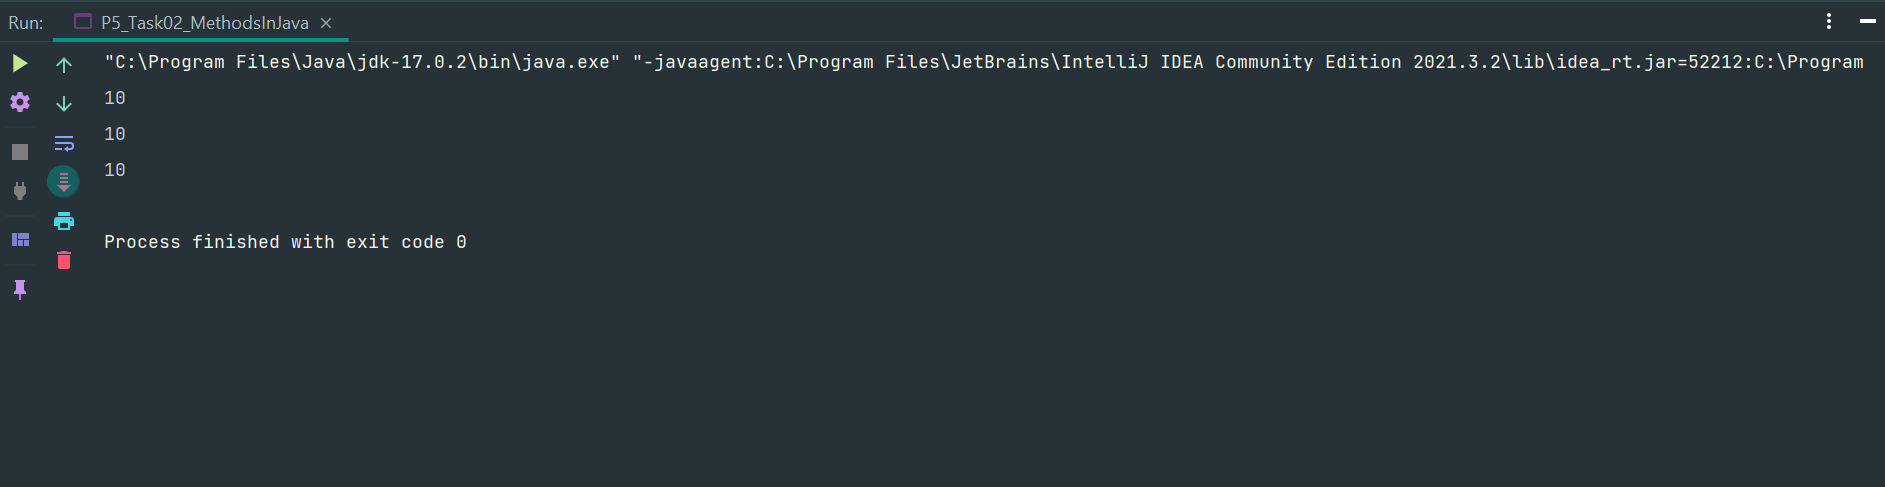 Run: P5_Task02_MethodsInJava
"C:\Program Files\Java\jdk-17.0.2\bin\java.exe" "-javaagent:C:\Program Files\JetBrains\IntelliJ IDEA Community Edition 2021.3.2\lib\idea_rt.jar=52212:C:\Program
10
10
10
Process finished with exit code 0